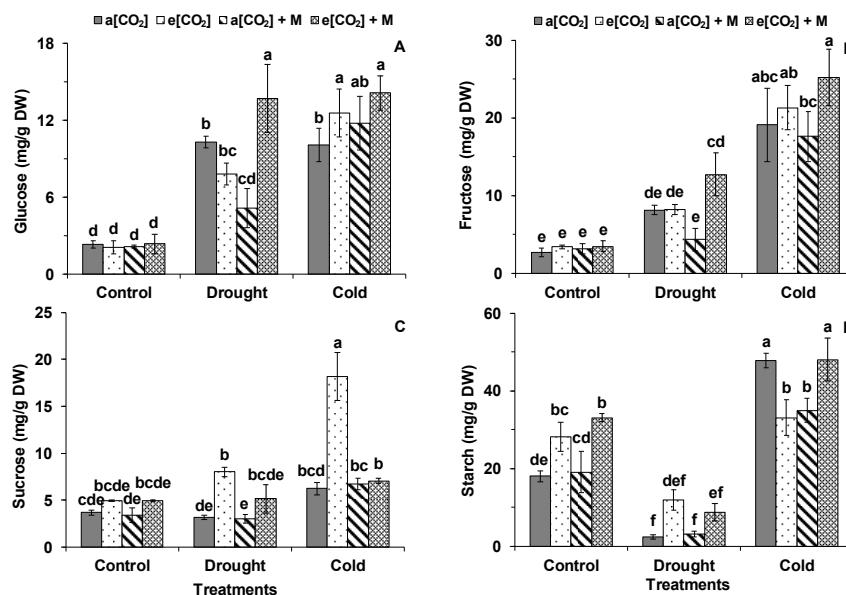 a[CO₂] e[CO₂] a[CO₂] + M e[CO₂] + M
A
Glucose (mg/g DW)
18
12
6
0
d d d d
b bc cd a
b a ab a
Control Drought Cold
a[CO₂] e[CO₂] a[CO₂] + M e[CO₂] + M
Fructose (mg/g DW)
30
20
10
0
e e e e
de de e cd
abc ab bc a
Control Drought Cold
C
Sucrose (mg/g DW)
25
20
15
10
5
0
cde bcde de bcde
de b e bcde
bcd a bc b
Control Drought Cold
Treatments
Starch (mg/g DW)
60
40
20
0
de bc cd b
f def f ef
a b b a
Control Drought Cold
Treatments